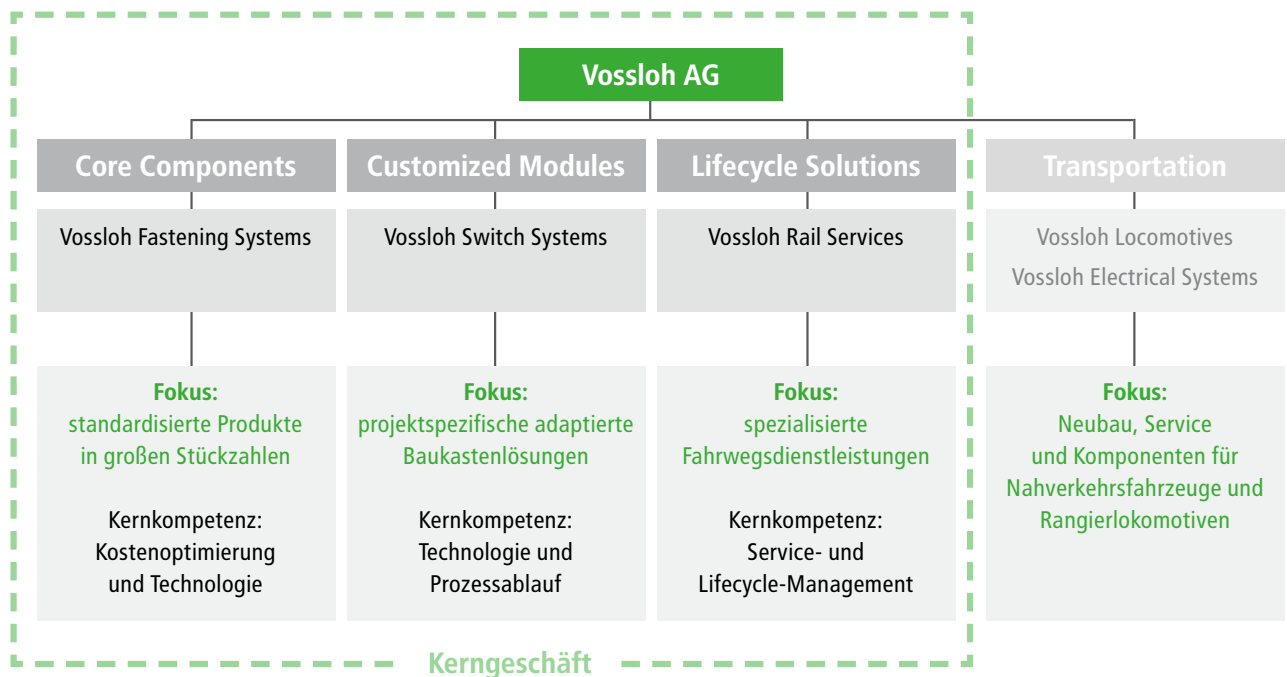 Vossloh AG
Core Components
Customized Modules
Lifecycle Solutions
Transportation
Vossloh Fastening Systems
Vossloh Switch Systems
Vossloh Rail Services
Vossloh Locomotives
Vossloh Electrical Systems
Fokus:
standardisierte Produkte
in großen Stückzahlen
Kernkompetenz:
Kostenoptimierung
und Technologie
Fokus:
projektspezifische adaptierte
Baukastenlösungen
Kernkompetenz:
Technologie und
Prozessablauf
Fokus:
spezialisierte
Fahrwegsdienstleistungen
Kernkompetenz:
Service- und
Lifecycle-Management
Fokus:
Neubau, Service
und Komponenten für
Nahverkehrsfahrzeuge und
Rangierlokomotiven
Kerngeschäft